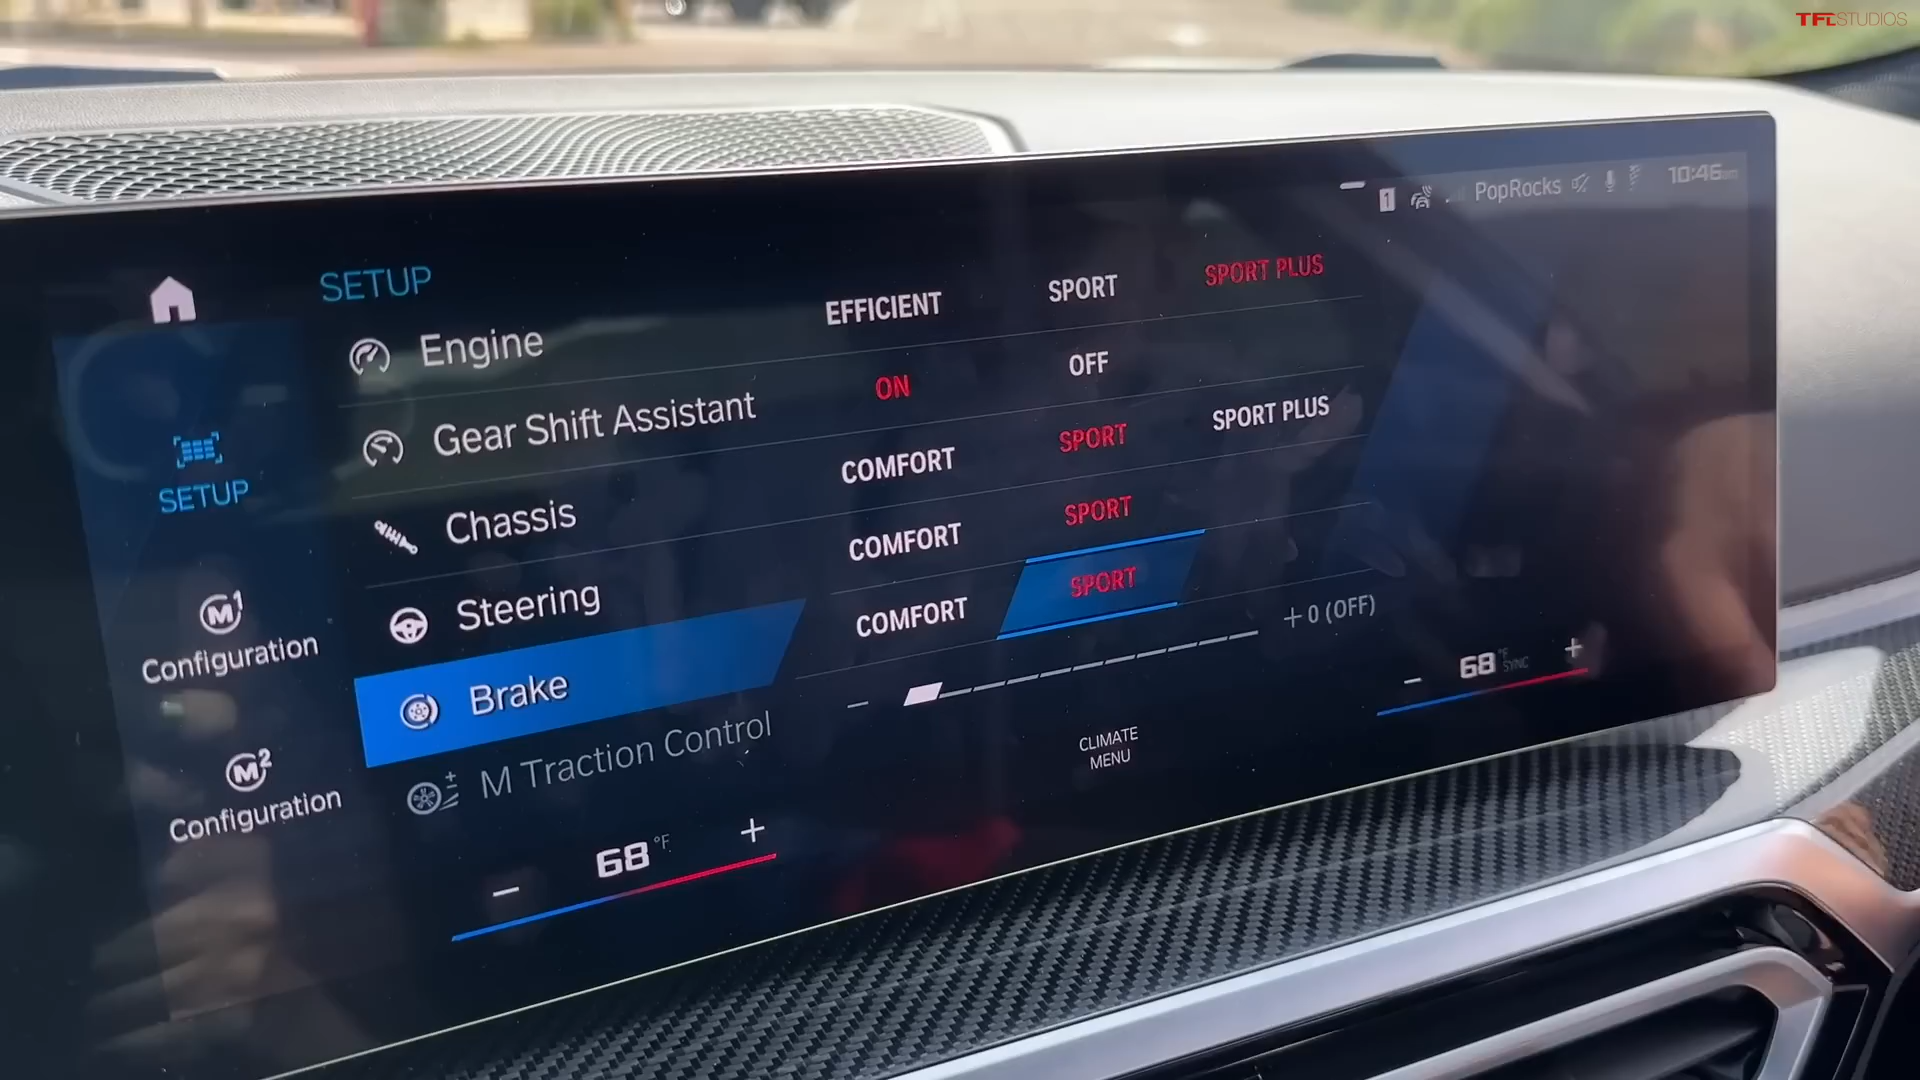 TFLSTUDIOS
1 PopRocks 10:46
SETUP
Engine EFFICIENT SPORT SPORT PLUS
Gear Shift Assistant ON OFF
Chassis COMFORT SPORT SPORT PLUS
Steering COMFORT SPORT
Brake COMFORT SPORT
M Traction Control − + 0 (OFF)
SETUP
M1
Configuration
M2
Configuration
− 68 °F +
CLIMATE
MENU
− 68 °F SYNC +